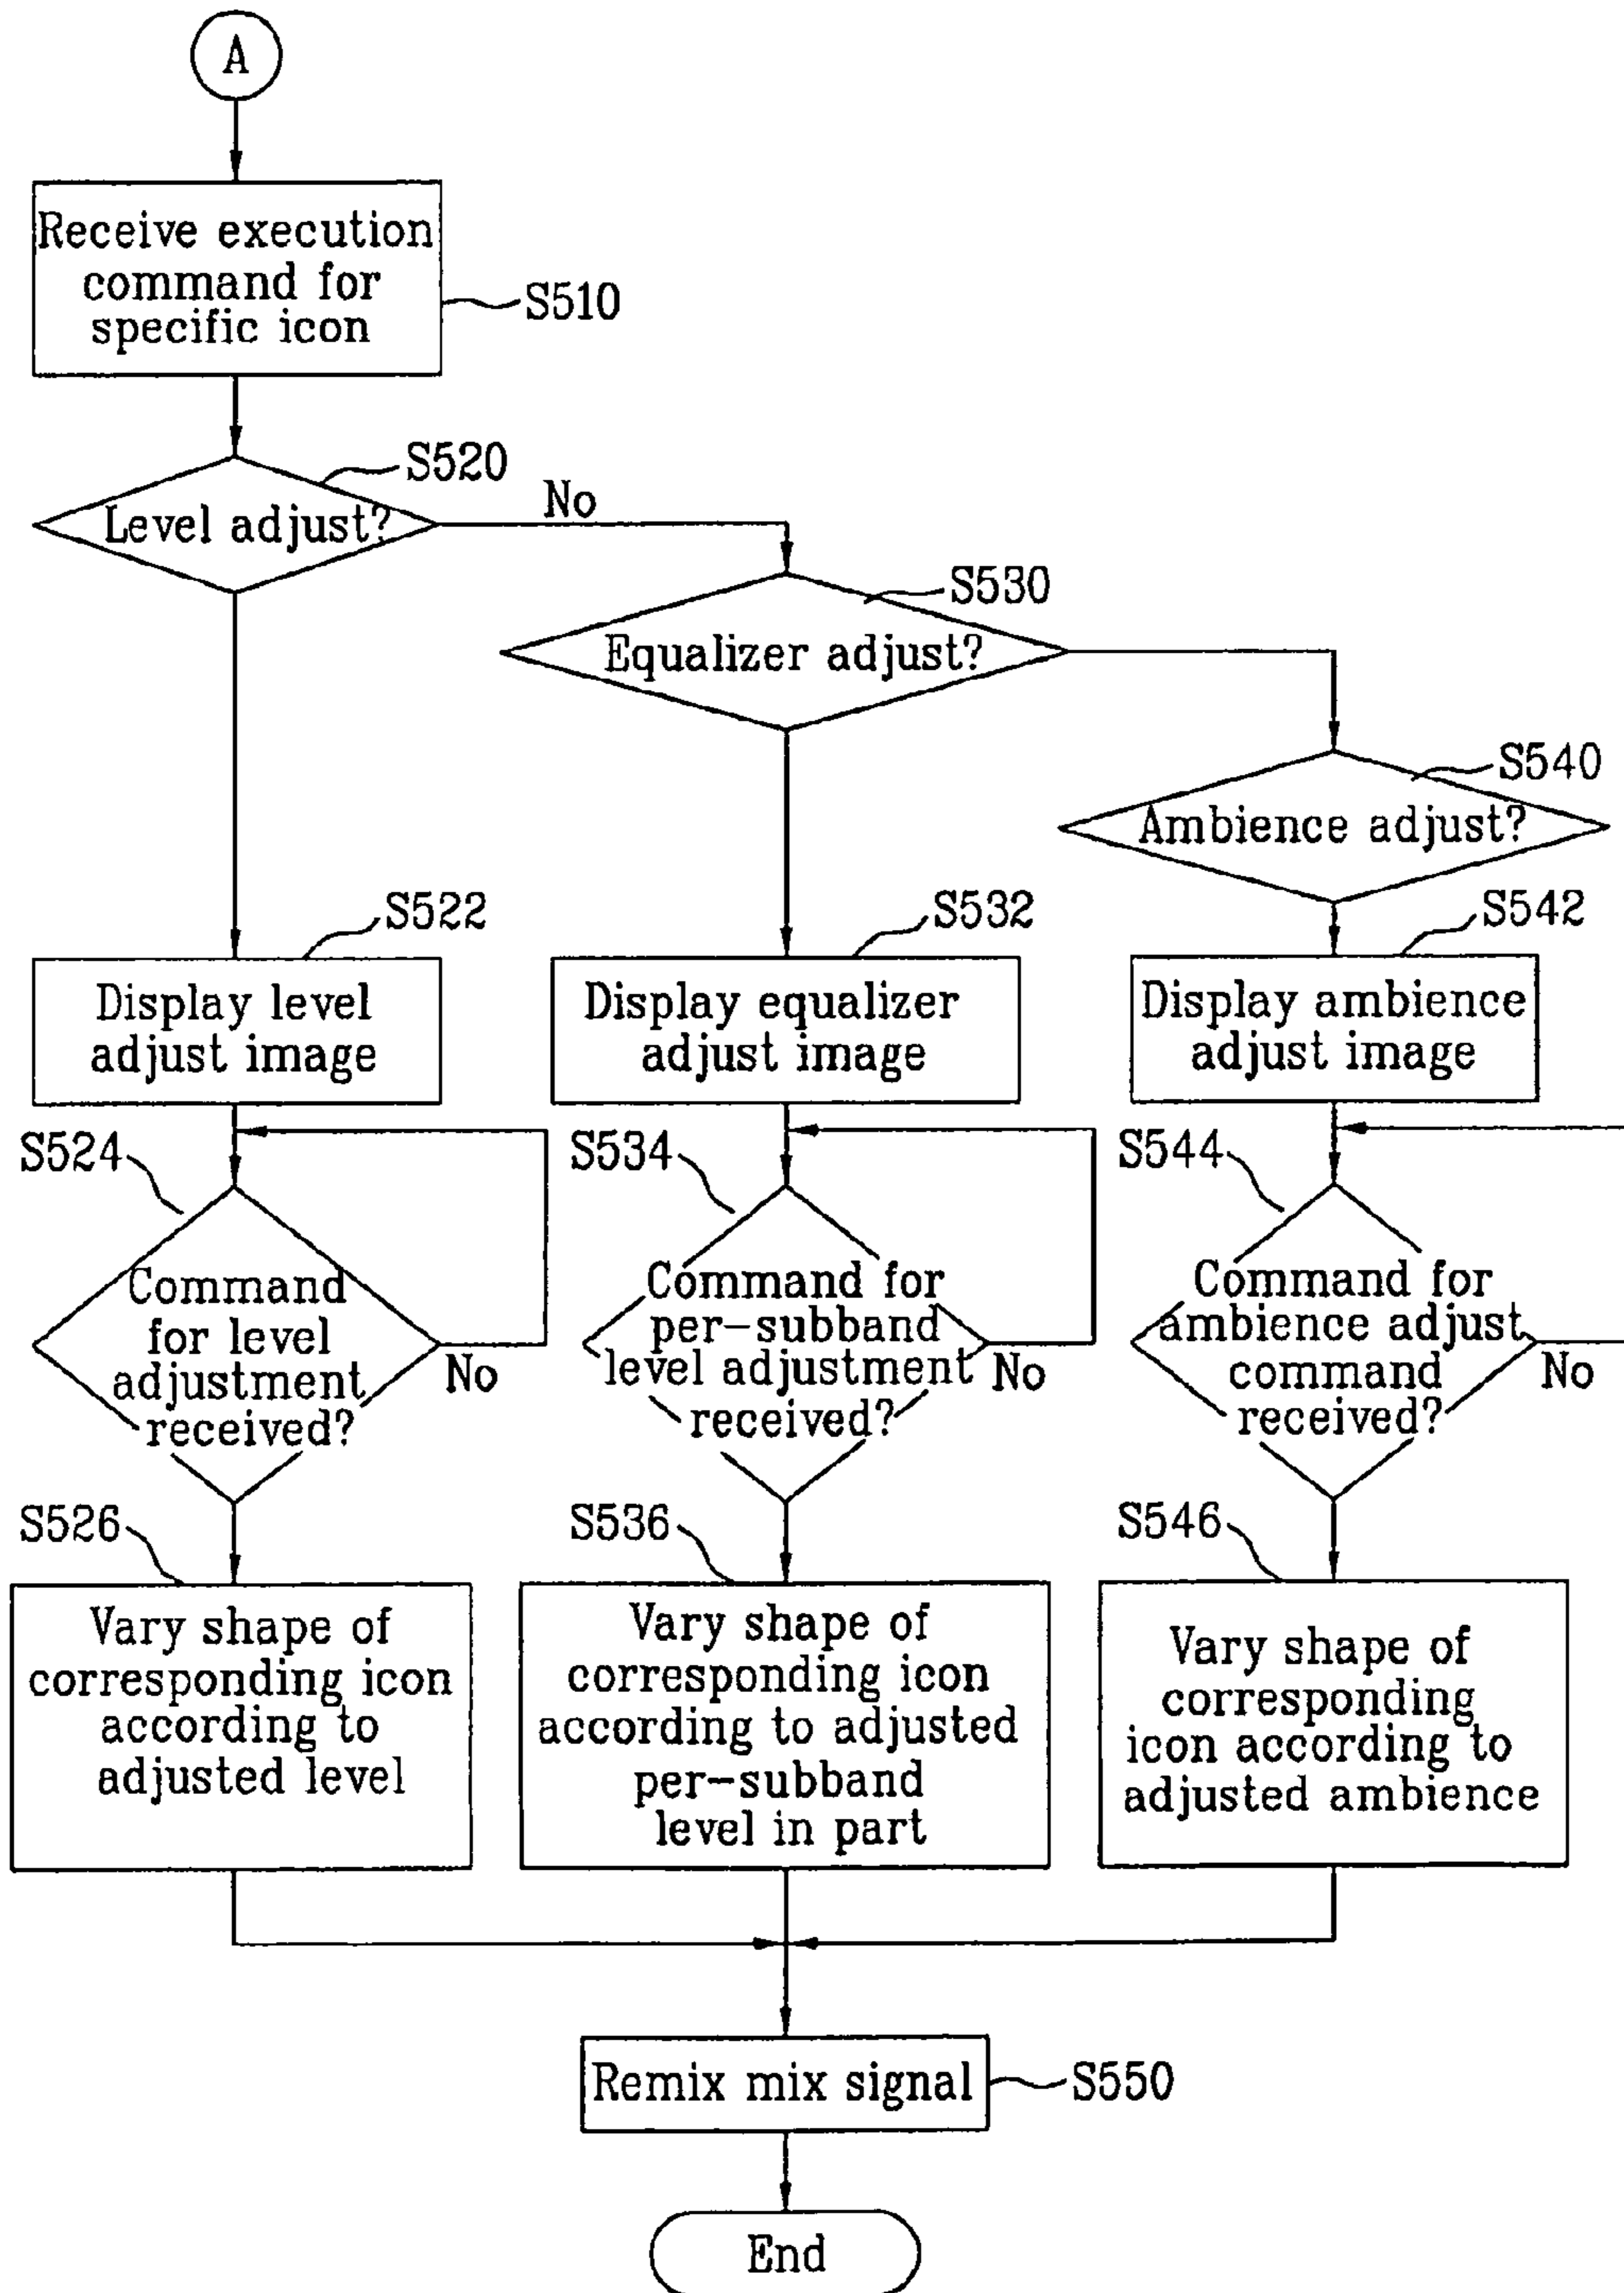 A
Receive execution
command for
specific icon
S510
S520
Level adjust?
No
S530
Equalizer adjust?
S540
Ambience adjust?
S522
Display level
adjust image
S532
Display equalizer
adjust image
S542
Display ambience
adjust image
S524
Command
for level
adjustment
received?
No
S534
Command for
per-subband
level adjustment
received?
No
S544
Command for
ambience adjust
command
received?
No
S526
Vary shape of
corresponding icon
according to
adjusted level
S536
Vary shape of
corresponding icon
according to adjusted
per-subband
level in part
S546
Vary shape of
corresponding
icon according to
adjusted ambience
Remix mix signal
S550
End